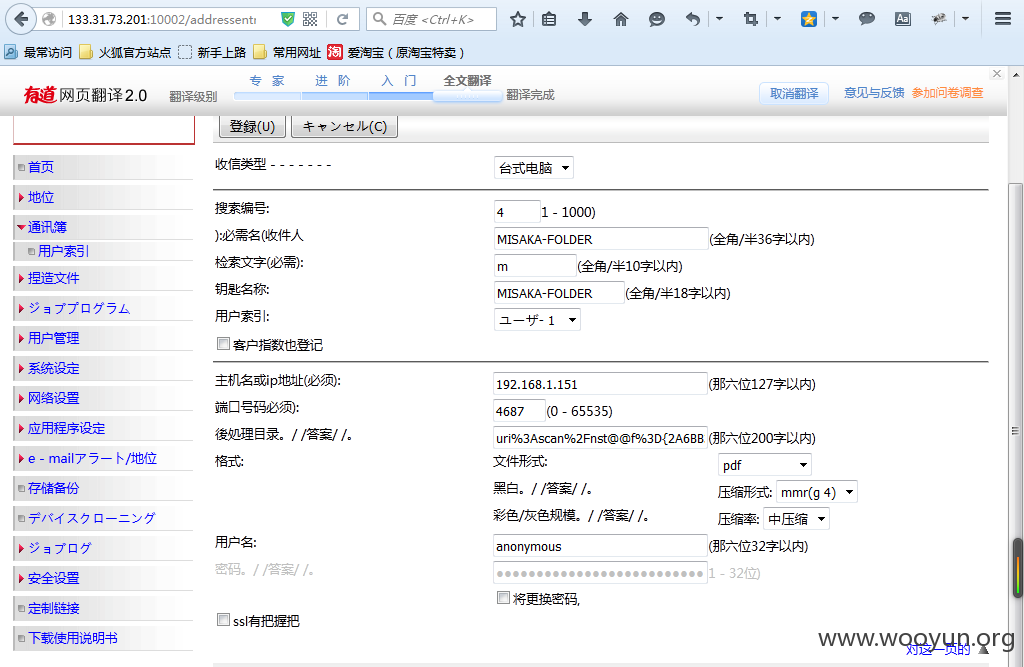 133.31.73.201:10002/addressentr
百度 <Ctrl+K>
Aa
最常访问 火狐官方站点 新手上路 常用网址 淘 爱淘宝（原淘宝特卖）
有道网页翻译2.0 翻译级别 专 家 进 阶 入 门 全文翻译 翻译完成 取消翻译 意见与反馈 参加问卷调查
登録(U) キャンセル(C)
收信类型 - - - - - - - 台式电脑
搜索编号: 4 1 - 1000)
):必需名(收件人 MISAKA-FOLDER (全角/半36字以内)
检索文字(必需): m (全角/半10字以内)
钥匙名称: MISAKA-FOLDER (全角/半18字以内)
用户索引: ユーザ- 1
客户指数也登记
主机名或ip地址(必须): 192.168.1.151 (那六位127字以内)
端口号码必须): 4687 (0 - 65535)
後処理目录。/ /答案/ /。 uri%3Ascan%2Fnst@@f%3D{2A6BB (那六位200字以内)
格式: 文件形式: pdf
黑白。/ /答案/ /。 压缩形式: mmr(g 4)
彩色/灰色规模。/ /答案/ /。 压缩率: 中压缩
用户名: anonymous (那六位32字以内)
密码。/ /答案/ /。 1 - 32位)
将更换密码,
ssl有把握把
首页
地位
通讯簿
用户索引
捏造文件
ジョブプログラム
用户管理
系统设定
网络设置
应用程序设定
e - mailアラート/地位
存储备份
デバイスクローニング
ジョブログ
安全设置
定制链接
下载使用说明书
对这一页的
www.wooyun.org